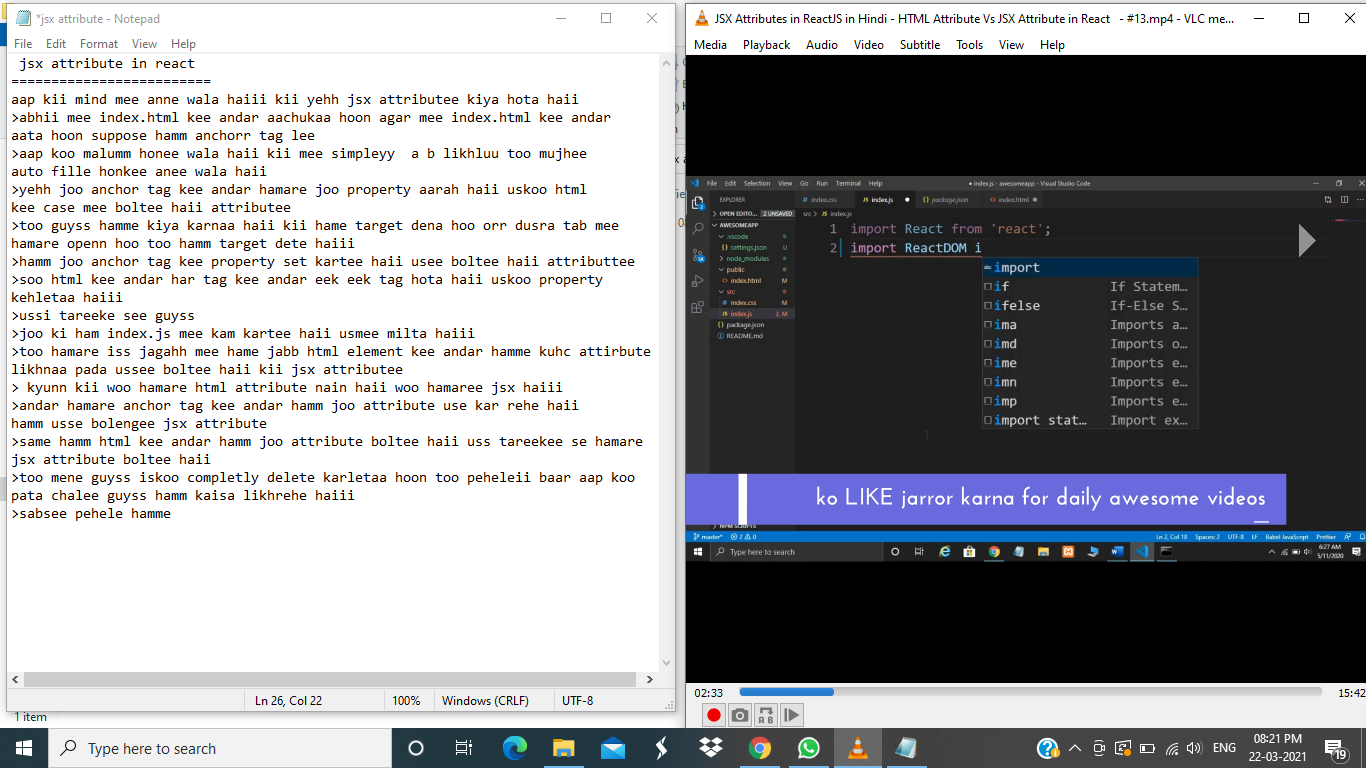 *jsx attribute - Notepad
File Edit Format View Help
jsx attribute in react
=========================
aap kii mind mee anne wala haiii kii yehh jsx attributee kiya hota haii
>abhii mee index.html kee andar aachukaa hoon agar mee index.html kee andar
aata hoon suppose hamm anchorr tag lee
>aap koo malumm honee wala haii kii mee simpleyy  a b likhluu too mujhee
auto fille honkee anee wala haii
>yehh joo anchor tag kee andar hamare joo property aarah haii uskoo html
kee case mee boltee haii attributee
>too guyss hamme kiya karnaa haii kii hame target dena hoo orr dusra tab mee
hamare openn hoo too hamm target dete haiii
>hamm joo anchor tag kee property set kartee haii usee boltee haii attributtee
>soo html kee andar har tag kee andar eek eek tag hota haii uskoo property
kehletaa haiii
>ussi tareeke see guyss
>joo ki ham index.js mee kam kartee haii usmee milta haiii
>too hamare iss jagahh mee hame jabb html element kee andar hamme kuhc attirbute
likhnaa pada ussee boltee haii kii jsx attributee
> kyunn kii woo hamare html attribute nain haii woo hamaree jsx haiii
>andar hamare anchor tag kee andar hamm joo attribute use kar rehe haii
hamm usse bolengee jsx attribute
>same hamm html kee andar hamm joo attribute boltee haii uss tareekee se hamare
jsx attribute boltee haii
>too mene guyss iskoo completly delete karletaa hoon too peheleii baar aap koo
pata chalee guyss hamm kaisa likhrehe haiii
>sabsee pehele hamme
Ln 26, Col 22 100% Windows (CRLF) UTF-8
1 item
JSX Attributes in ReactJS in Hindi - HTML Attribute Vs JSX Attribute in React - #13.mp4 - VLC me...
Media Playback Audio Video Subtitle Tools View Help
File Edit Selection View Go Run Terminal Help
● index.js - awesomeapp - Visual Studio Code
EXPLORER
OPEN EDITO... 2 UNSAVED
AWESOMEAPP
.vscode
settings.json U
node_modules
public
index.html M
src
index.css M
index.js 2, M
package.json
README.md
index.css index.js package.json index.html
src > index.js
1 import React from 'react';
2 import ReactDOM i
import
if If Statem...
ifelse If-Else S...
ima Imports a...
imd Imports o...
ime Imports e...
imn Imports e...
imp Imports e...
import stat... Import ex...
ko LIKE jarror karna for daily awesome videos
NPM SCRIPTS
master* 2 0 Ln 2, Col 18 Spaces: 2 UTF-8 LF Babel JavaScript Prettier
Type here to search
6:27 AM
5/11/2020
02:33 15:42
Type here to search
ENG
08:21 PM
22-03-2021
19